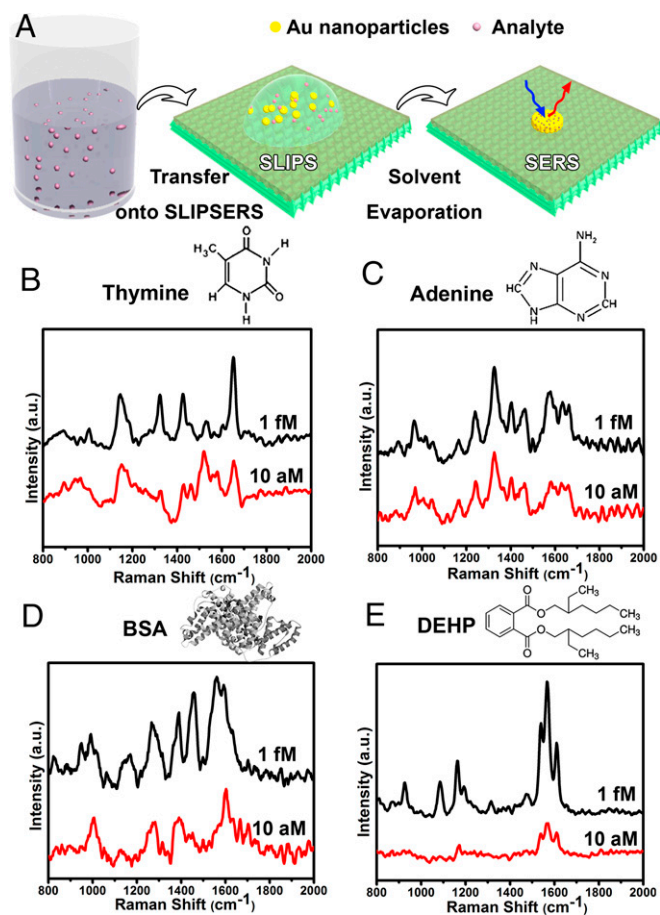 A
Au nanoparticles Analyte
SLIPS
SERS
Transfer
onto SLIPSERS
Solvent
Evaporation
B
Thymine
O
H₃C
N
H
H
N
O
H
1 fM
10 aM
Intensity (a.u.)
800 1000 1200 1400 1600 1800 2000
Raman Shift (cm⁻¹)
C
Adenine
NH₂
N
N
HC
CH
N
H
N
1 fM
10 aM
Intensity (a.u.)
800 1000 1200 1400 1600 1800 2000
Raman Shift (cm⁻¹)
D
BSA
1 fM
10 aM
Intensity (a.u.)
800 1000 1200 1400 1600 1800 2000
Raman Shift (cm⁻¹)
E
DEHP
O
CH₃
O
CH₃
O
CH₃
O
CH₃
1 fM
10 aM
Intensity (a.u.)
800 1000 1200 1400 1600 1800 2000
Raman Shift (cm⁻¹)